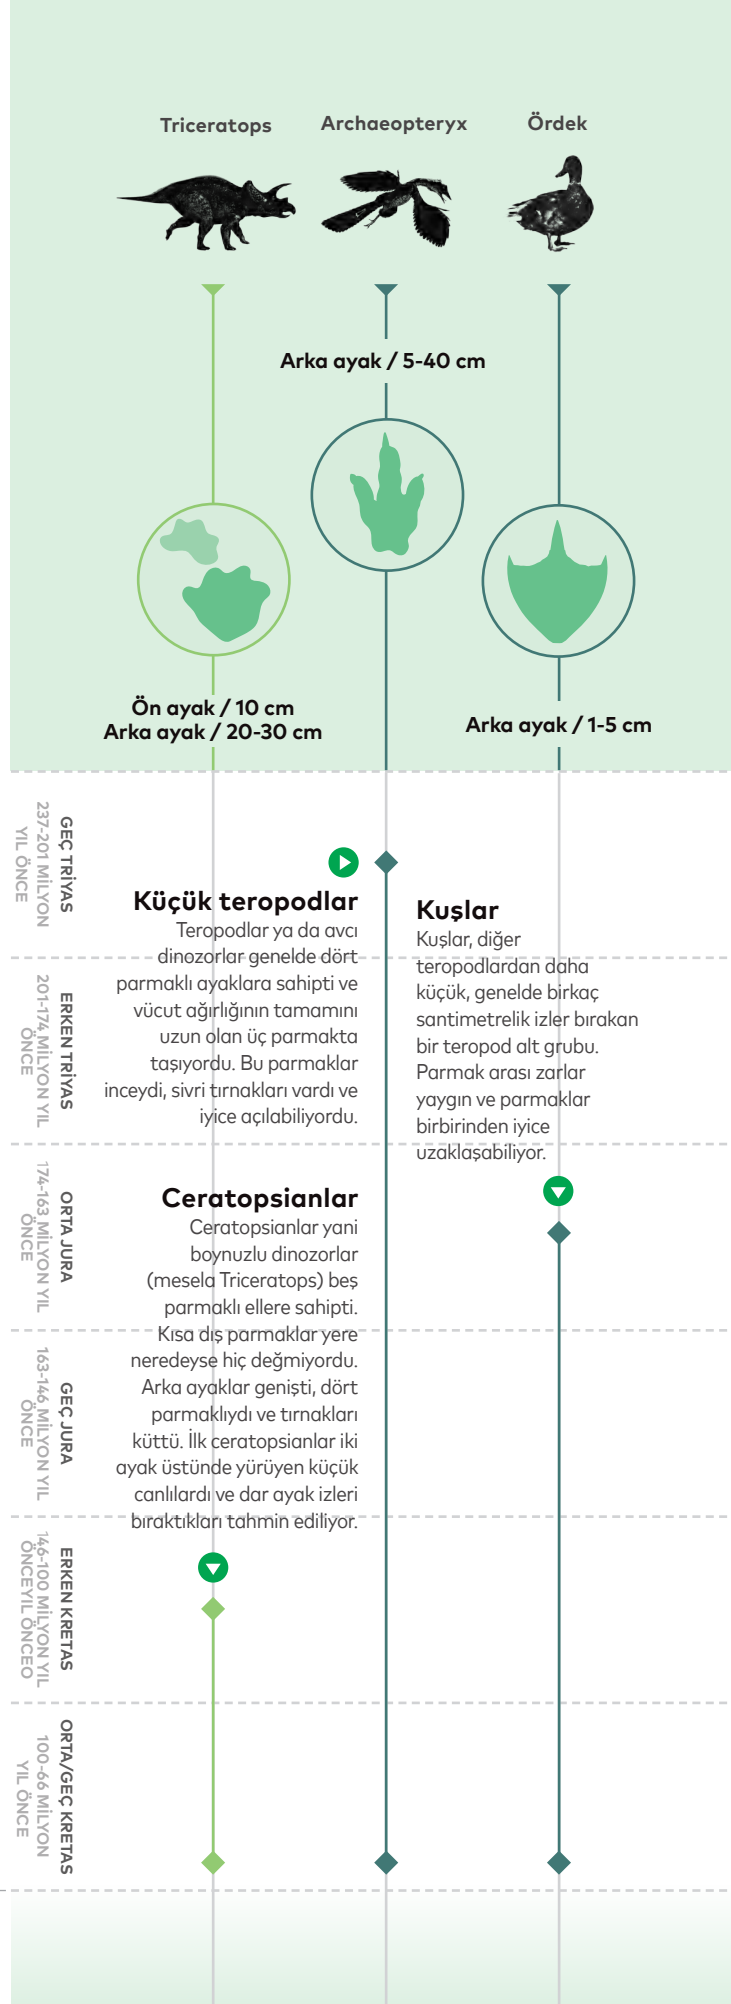 Triceratops
Archaeopteryx
Ördek
Arka ayak / 5-40 cm
Ön ayak / 10 cm
Arka ayak / 20-30 cm
Arka ayak / 1-5 cm
GEÇ TRİYAS
237-201 MİLYON
YIL ÖNCE
Küçük teropodlar
Teropodlar ya da avcı
dinozorlar genelde dört
parmaklı ayaklara sahipti ve
vücut ağırlığının tamamını
uzun olan üç parmakta
taşıyordu. Bu parmaklar
inceydi, sivri tırnakları vardı ve
iyice açılabiliyordu.
Kuşlar
Kuşlar, diğer
teropodlardan daha
küçük, genelde birkaç
santimetrelik izler bırakan
bir teropod alt grubu.
Parmak arası zarlar
yaygın ve parmaklar
birbirinden iyice
uzaklaşabiliyor.
ERKEN TRİYAS
201-174 MİLYON YIL
ÖNCE
ORTA JURA
174-163 MİLYON YIL
ÖNCE
Ceratopsianlar
Ceratopsianlar yani
boynuzlu dinozorlar
(mesela Triceratops) beş
parmaklı ellere sahipti.
Kısa dış parmaklar yere
neredeyse hiç değmiyordu.
Arka ayaklar genişti, dört
parmaklıydı ve tırnakları
küttü. İlk ceratopsianlar iki
ayak üstünde yürüyen küçük
canlılardı ve dar ayak izleri
bıraktıkları tahmin ediliyor.
GEÇ JURA
163-146 MİLYON YIL
ÖNCE
ERKEN KRETAS
146-100 MİLYON YIL
ÖNCEYIL ÖNCEO
ORTA/GEÇ KRETAS
100-66 MİLYON
YIL ÖNCE